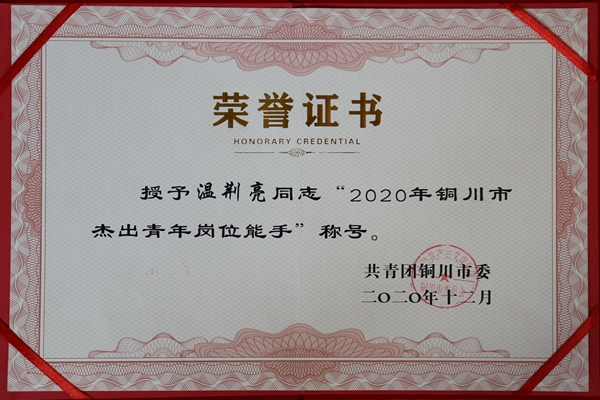 荣誉证书
HONORARY CREDENTIAL
授予温荆亮同志“2020年铜川市
杰出青年岗位能手”称号。
共青团铜川市委
二〇二〇年十二月